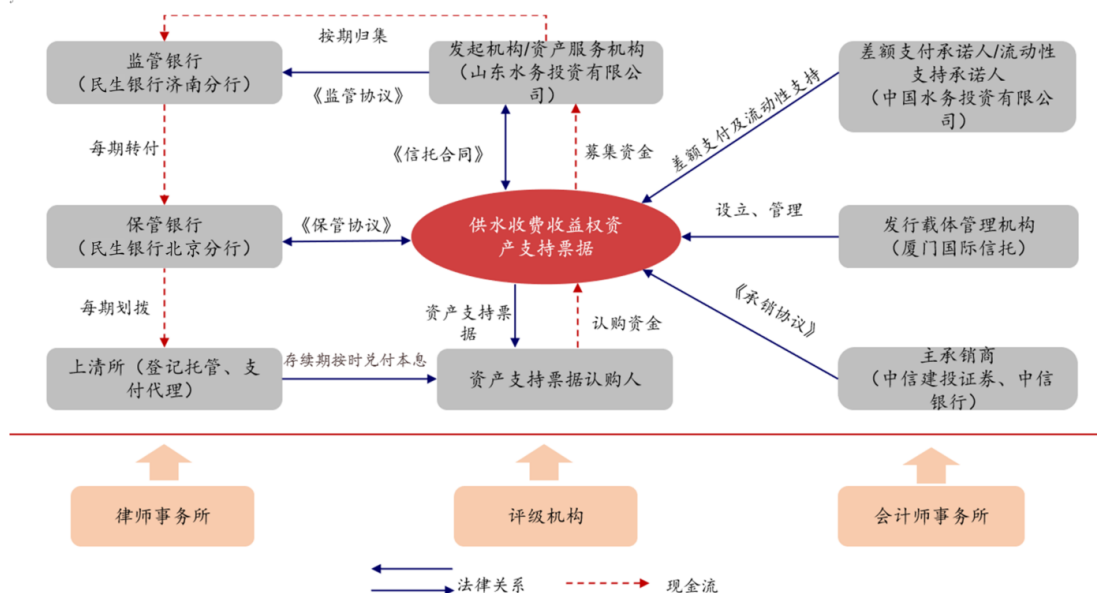 按期归集
监管银行
(民生银行济南分行)
发起机构/资产服务机构
(山东水务投资有限公
司)
差额支付承诺人/流动性
支持承诺人
(中国水务投资有限公
司)
《监管协议》
每期转付
《信托合同》
募集资金
差额支付及流动性支持
保管银行
(民生银行北京分行)
《保管协议》
供水收费收益权资
产支持票据
设立、管理
发行载体管理机构
(厦门国际信托)
每期划拨
资产支持票
据
认购资金
《承销协议》
上清所(登记托管、支
付代理)
存续期按时兑付本息
资产支持票据认购人
主承销商
(中信建投证券、中信
银行)
律师事务所
评级机构
会计师事务所
法律关系
现金流